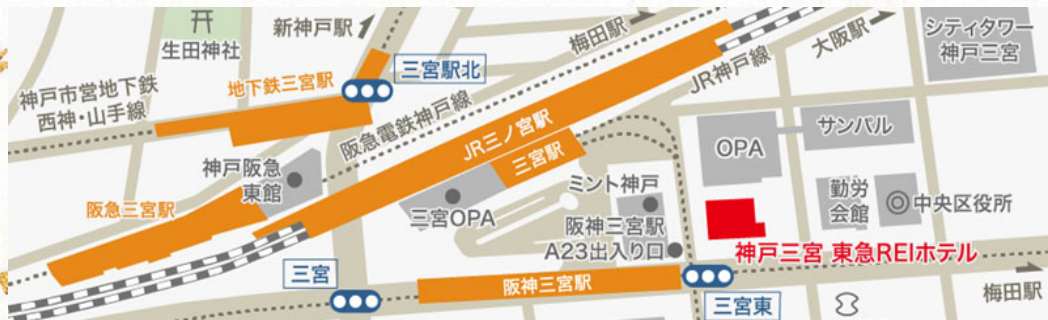 生田神社
新神戸駅
梅田駅
大阪駅
シティタワー
神戸三宮
三宮駅北
地下鉄三宮駅
神戸市営地下鉄
西神・山手線
阪急電鉄神戸線
JR神戸線
JR三ノ宮駅
三宮駅
OPA
サンパル
神戸阪急
東館
ミント神戸
勤労
会館
中央区役所
阪急三宮駅
三宮OPA
阪神三宮駅
A23出入り口
神戸三宮 東急REIホテル
三宮
阪神三宮駅
三宮東
梅田駅